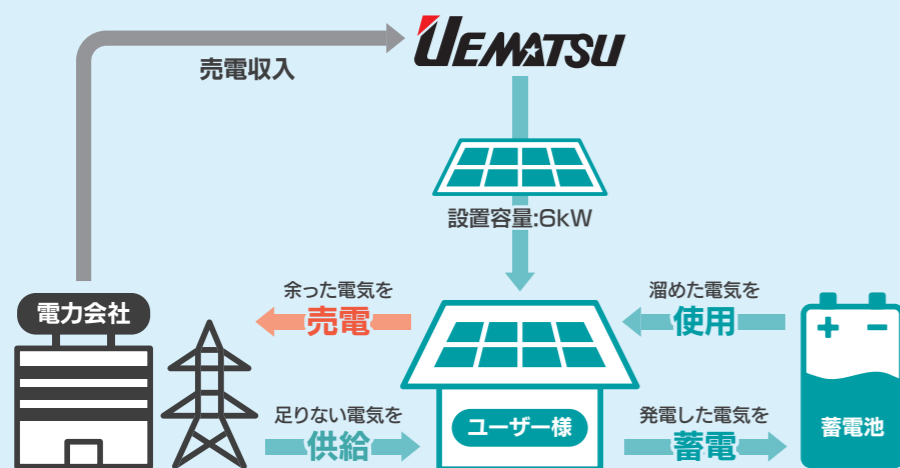 UEMATSU
売電収入
設置容量:6kW
電力会社
余った電気を
売電
溜めた電気を
使用
+ −
足りない電気を
供給
ユーザー様
発電した電気を
蓄電
蓄電池